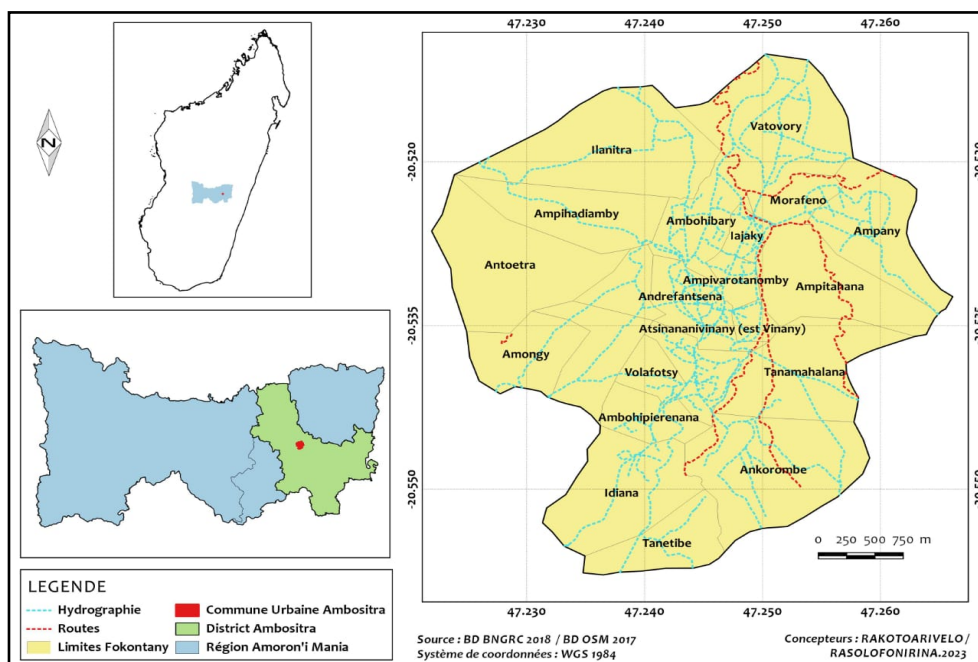 N
47.230 47.240 47.250 47.260
-20.520
-20.535
-20.550
Vatovory
Ilanitra
Morafeno
Ampihadiamby
Ambohibary
Iajaky
Ampany
Antoetra
Ampivarotanomby
Ampitahana
Andrefantsena
Atsinananivinany (est Vinany)
Amongy
Volafotsy
Tanamahalana
Ambohipierenana
Ankorombe
Idiana
Tanetibe
0 250 500 750 m
47.230 47.240 47.250 47.260
LEGENDE
Hydrographie
Routes
Limites Fokontany
Commune Urbaine Ambositra
District Ambositra
Région Amoron'i Mania
Source : BD BNGRC 2018 / BD OSM 2017
Système de coordonnées : WGS 1984
Concepteurs : RAKOTOARIVELO /
RASOLOFONIRINA.2023